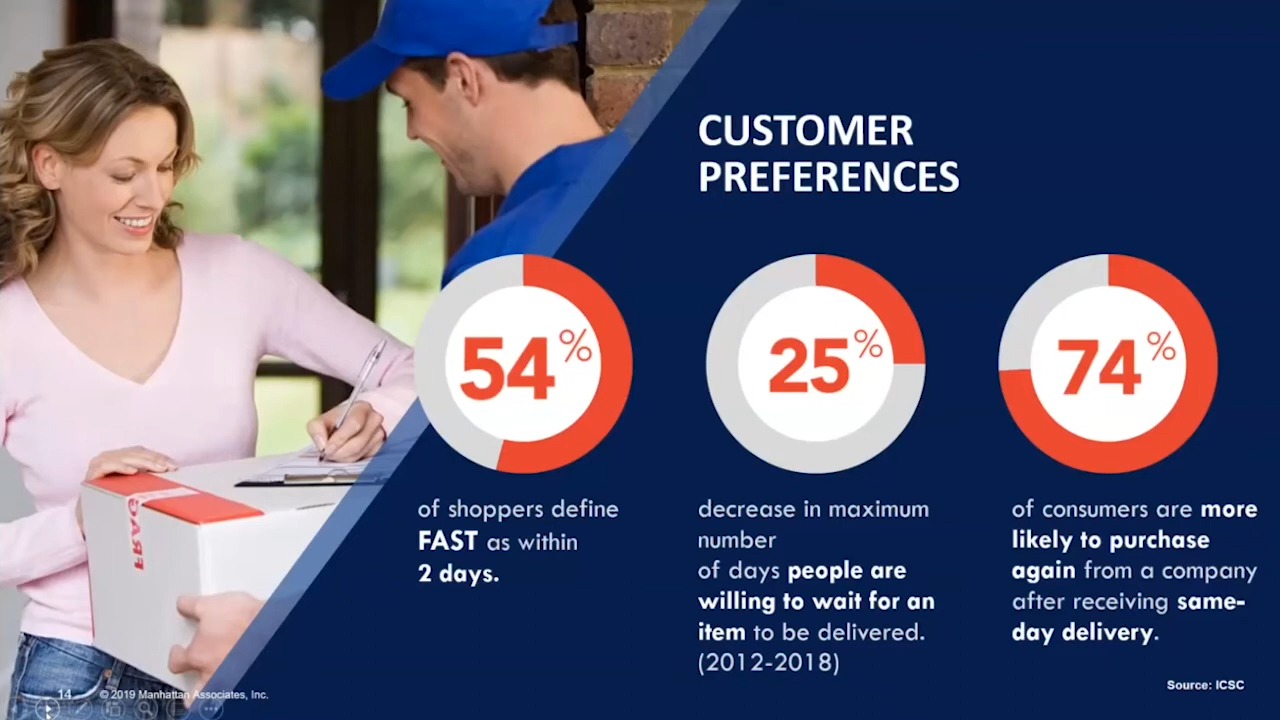 CUSTOMER
PREFERENCES
54%
of shoppers define
FAST as within
2 days.
25%
decrease in maximum
number
of days people are
willing to wait for an
item to be delivered.
(2012-2018)
74%
of consumers are more
likely to purchase
again from a company
after receiving same-
day delivery.
FRAG
Source: ICSC
14 © 2019 Manhattan Associates, Inc.